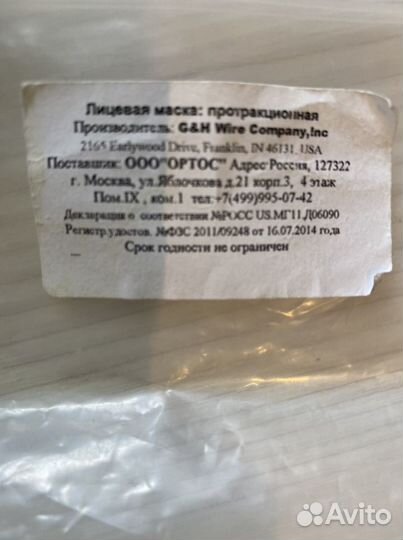 Лицевая маска: протракционная
Производитель: G&H Wire Company,Inc
2165 Earlywood Drive, Franklin, IN 46131, USA
Поставщик: ООО"ОРТОС" Адрес Россия, 127322
г. Москва, ул.Яблочкова д.21 корп.3, 4 этаж
Пом.IX , ком.1 тел:+7(499)995-07-42
Декларация о соответствии №РОСС US.МГ11.Д06090
Регистр.удостов. №ФЗС 2011/09248 от 16.07.2014 года
Срок годности не ограничен
Avito